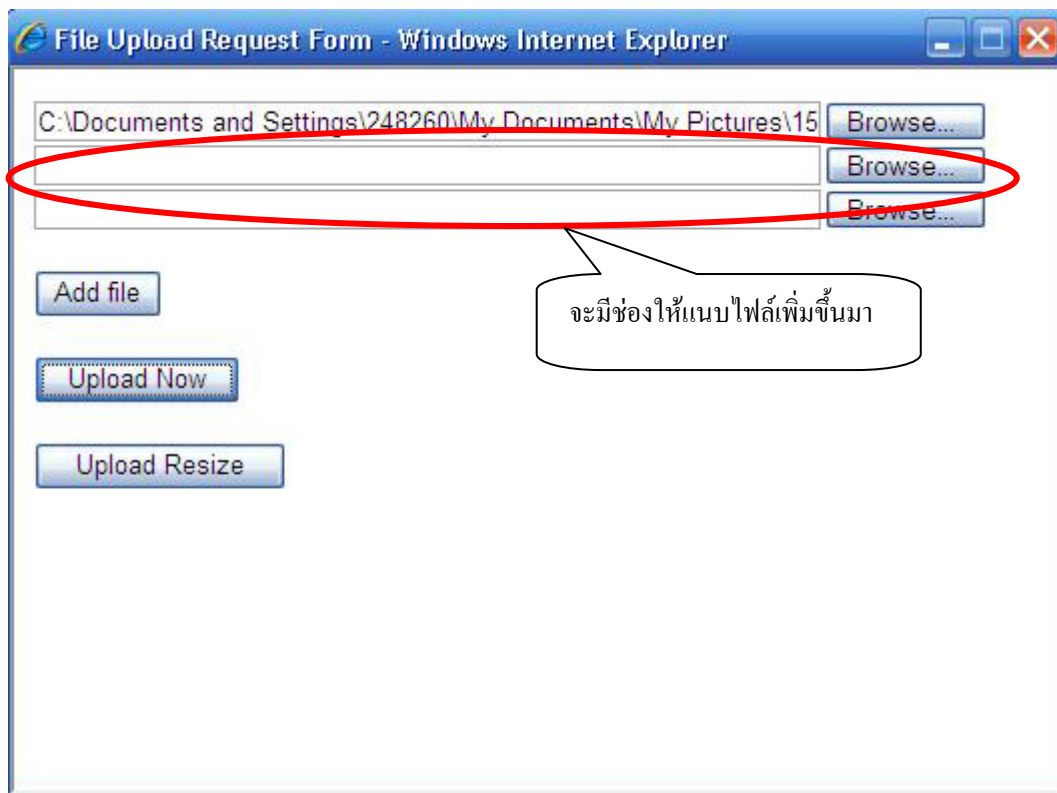 File Upload Request Form - Windows Internet Explorer
C:\Documents and Settings\248260\My Documents\My Pictures\15 Browse...
Browse...
Browse...
Add file
จะมีช่องให้แนบไฟล์เพิ่มขึ้นมา
Upload Now
Upload Resize